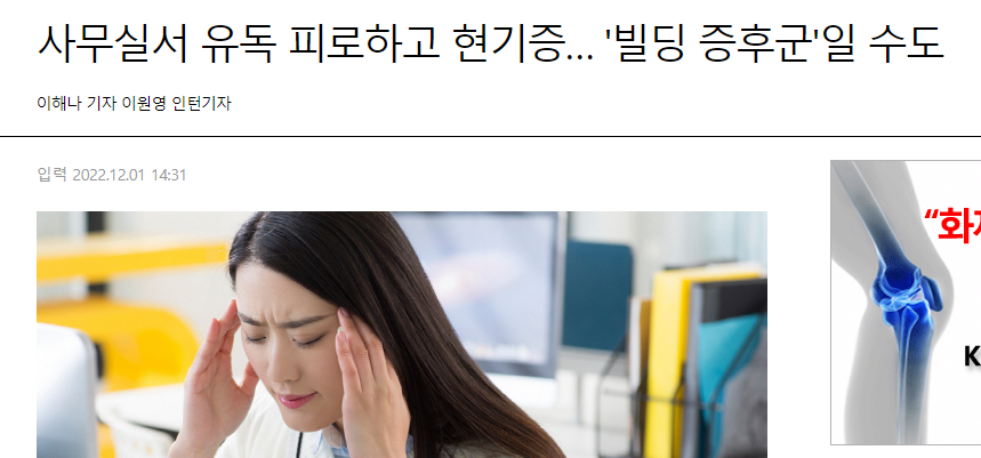 사무실서 유독 피로하고 현기증... '빌딩 증후군'일 수도
이해나 기자 이원영 인턴기자
입력 2022.12.01 14:31
“화
K